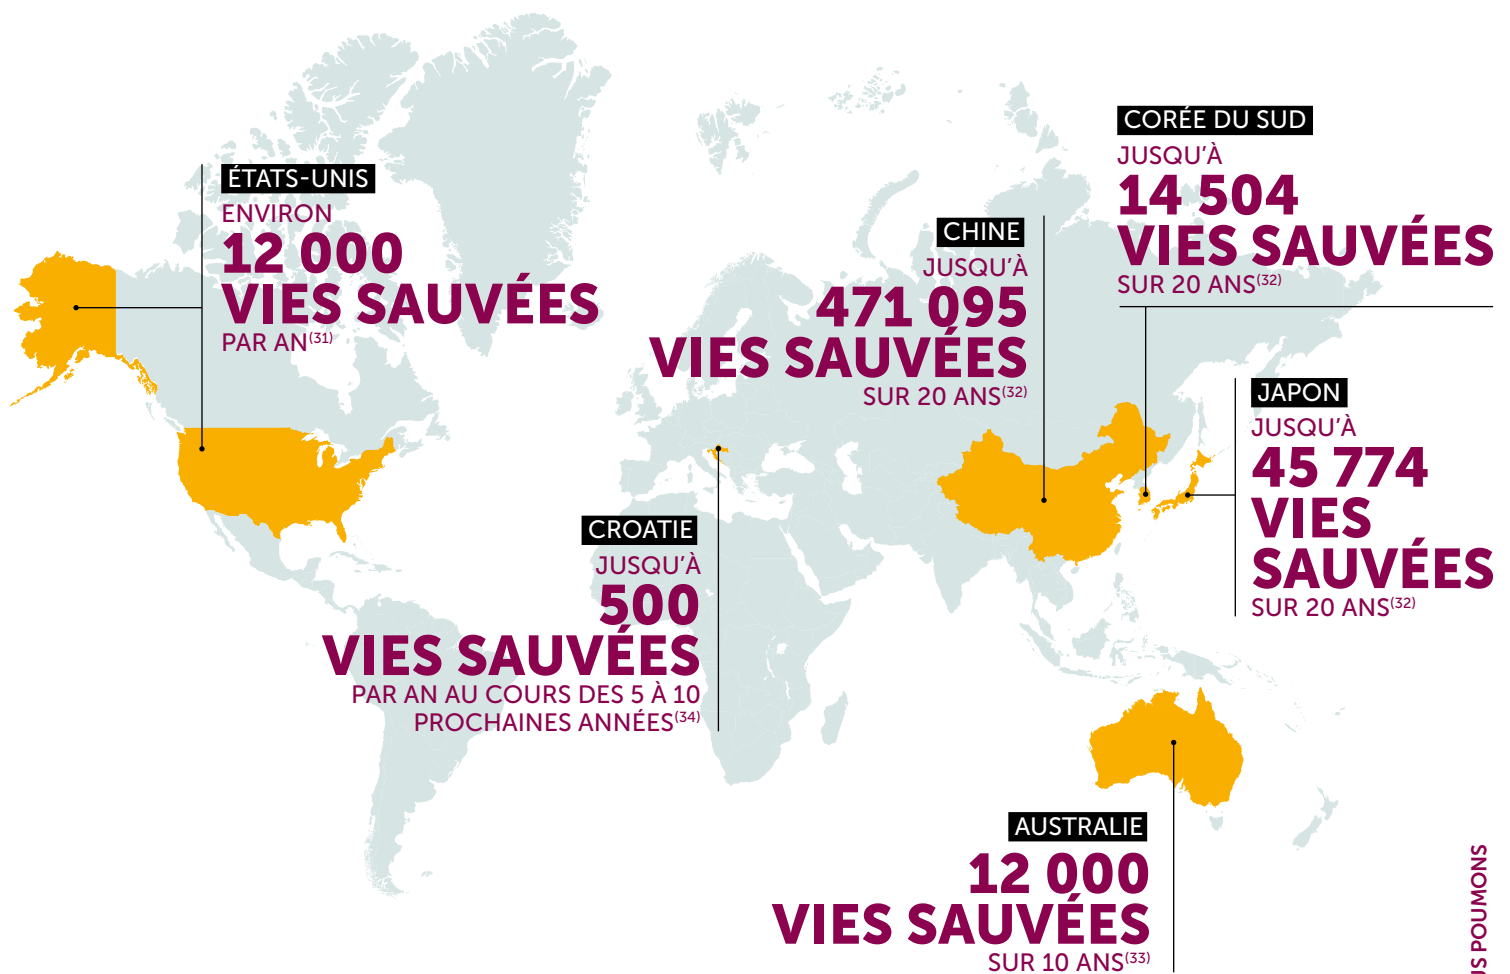 ÉTATS-UNIS
ENVIRON
12 000
VIES SAUVÉES
PAR AN(31)
CORÉE DU SUD
JUSQU'À
14 504
VIES SAUVÉES
SUR 20 ANS(32)
CHINE
JUSQU'À
471 095
VIES SAUVÉES
SUR 20 ANS(32)
JAPON
JUSQU'À
45 774
VIES
SAUVÉES
SUR 20 ANS(32)
CROATIE
JUSQU'À
500
VIES SAUVÉES
PAR AN AU COURS DES 5 À 10
PROCHAINES ANNÉES(34)
AUSTRALIE
12 000
VIES SAUVÉES
SUR 10 ANS(33)
POUMONS